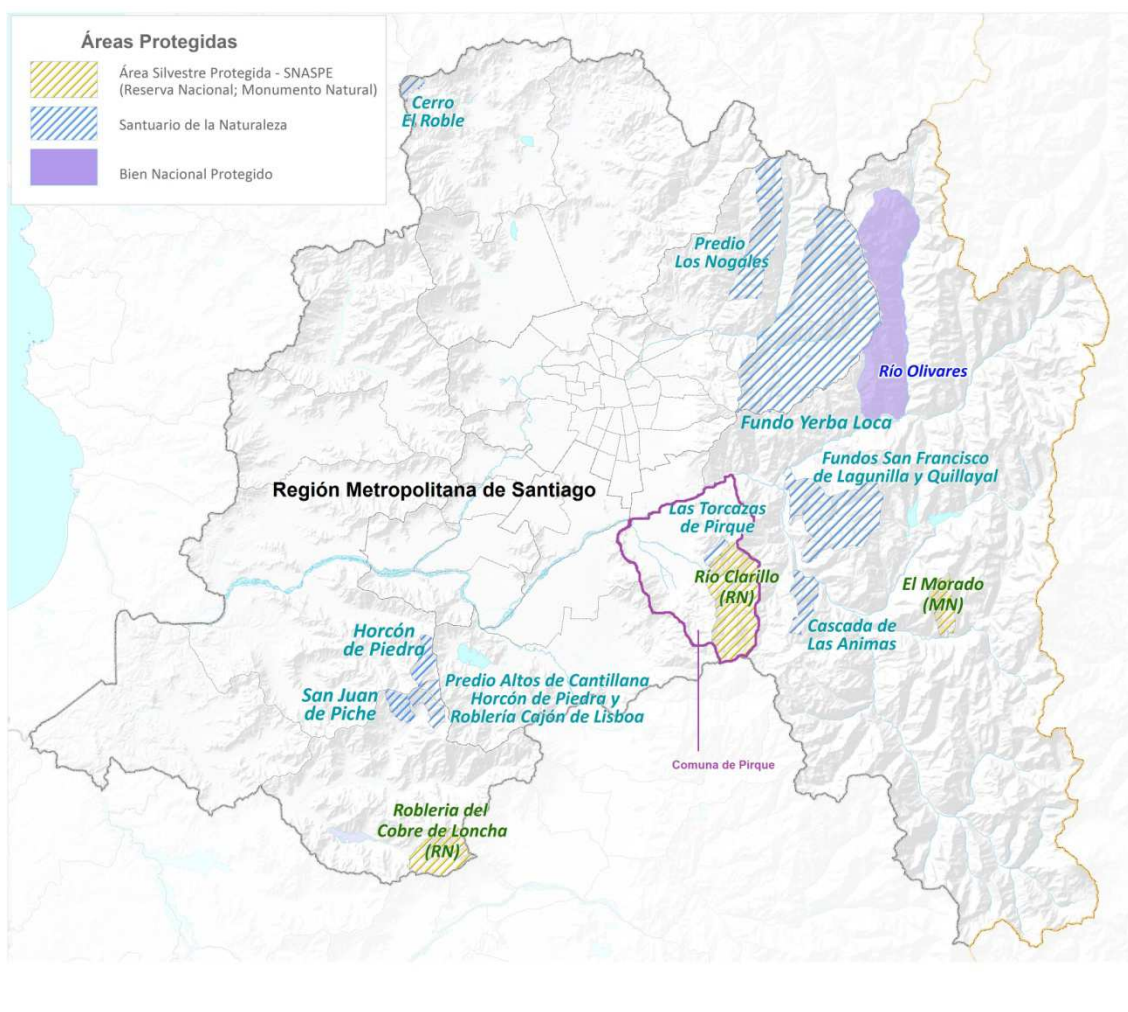 Áreas Protegidas
Área Silvestre Protegida - SNASPE
(Reserva Nacional; Monumento Natural)
Santuario de la Naturaleza
Bien Nacional Protegido
Cerro
El Roble
Predio
Los Nogales
Río Olivares
Fundo Yerba Loca
Fundos San Francisco
de Lagunilla y Quillayal
Región Metropolitana de Santiago
Las Torcazas
de Pirque
Río Clarillo
(RN)
El Morado
(MN)
Cascada de
Las Animas
Horcón
de Piedra
San Juan
de Piche
Predio Altos de Cantillana
Horcón de Piedra y
Roblería Cajón de Lisboa
Comuna de Pirque
Robleria del
Cobre de Loncha
(RN)